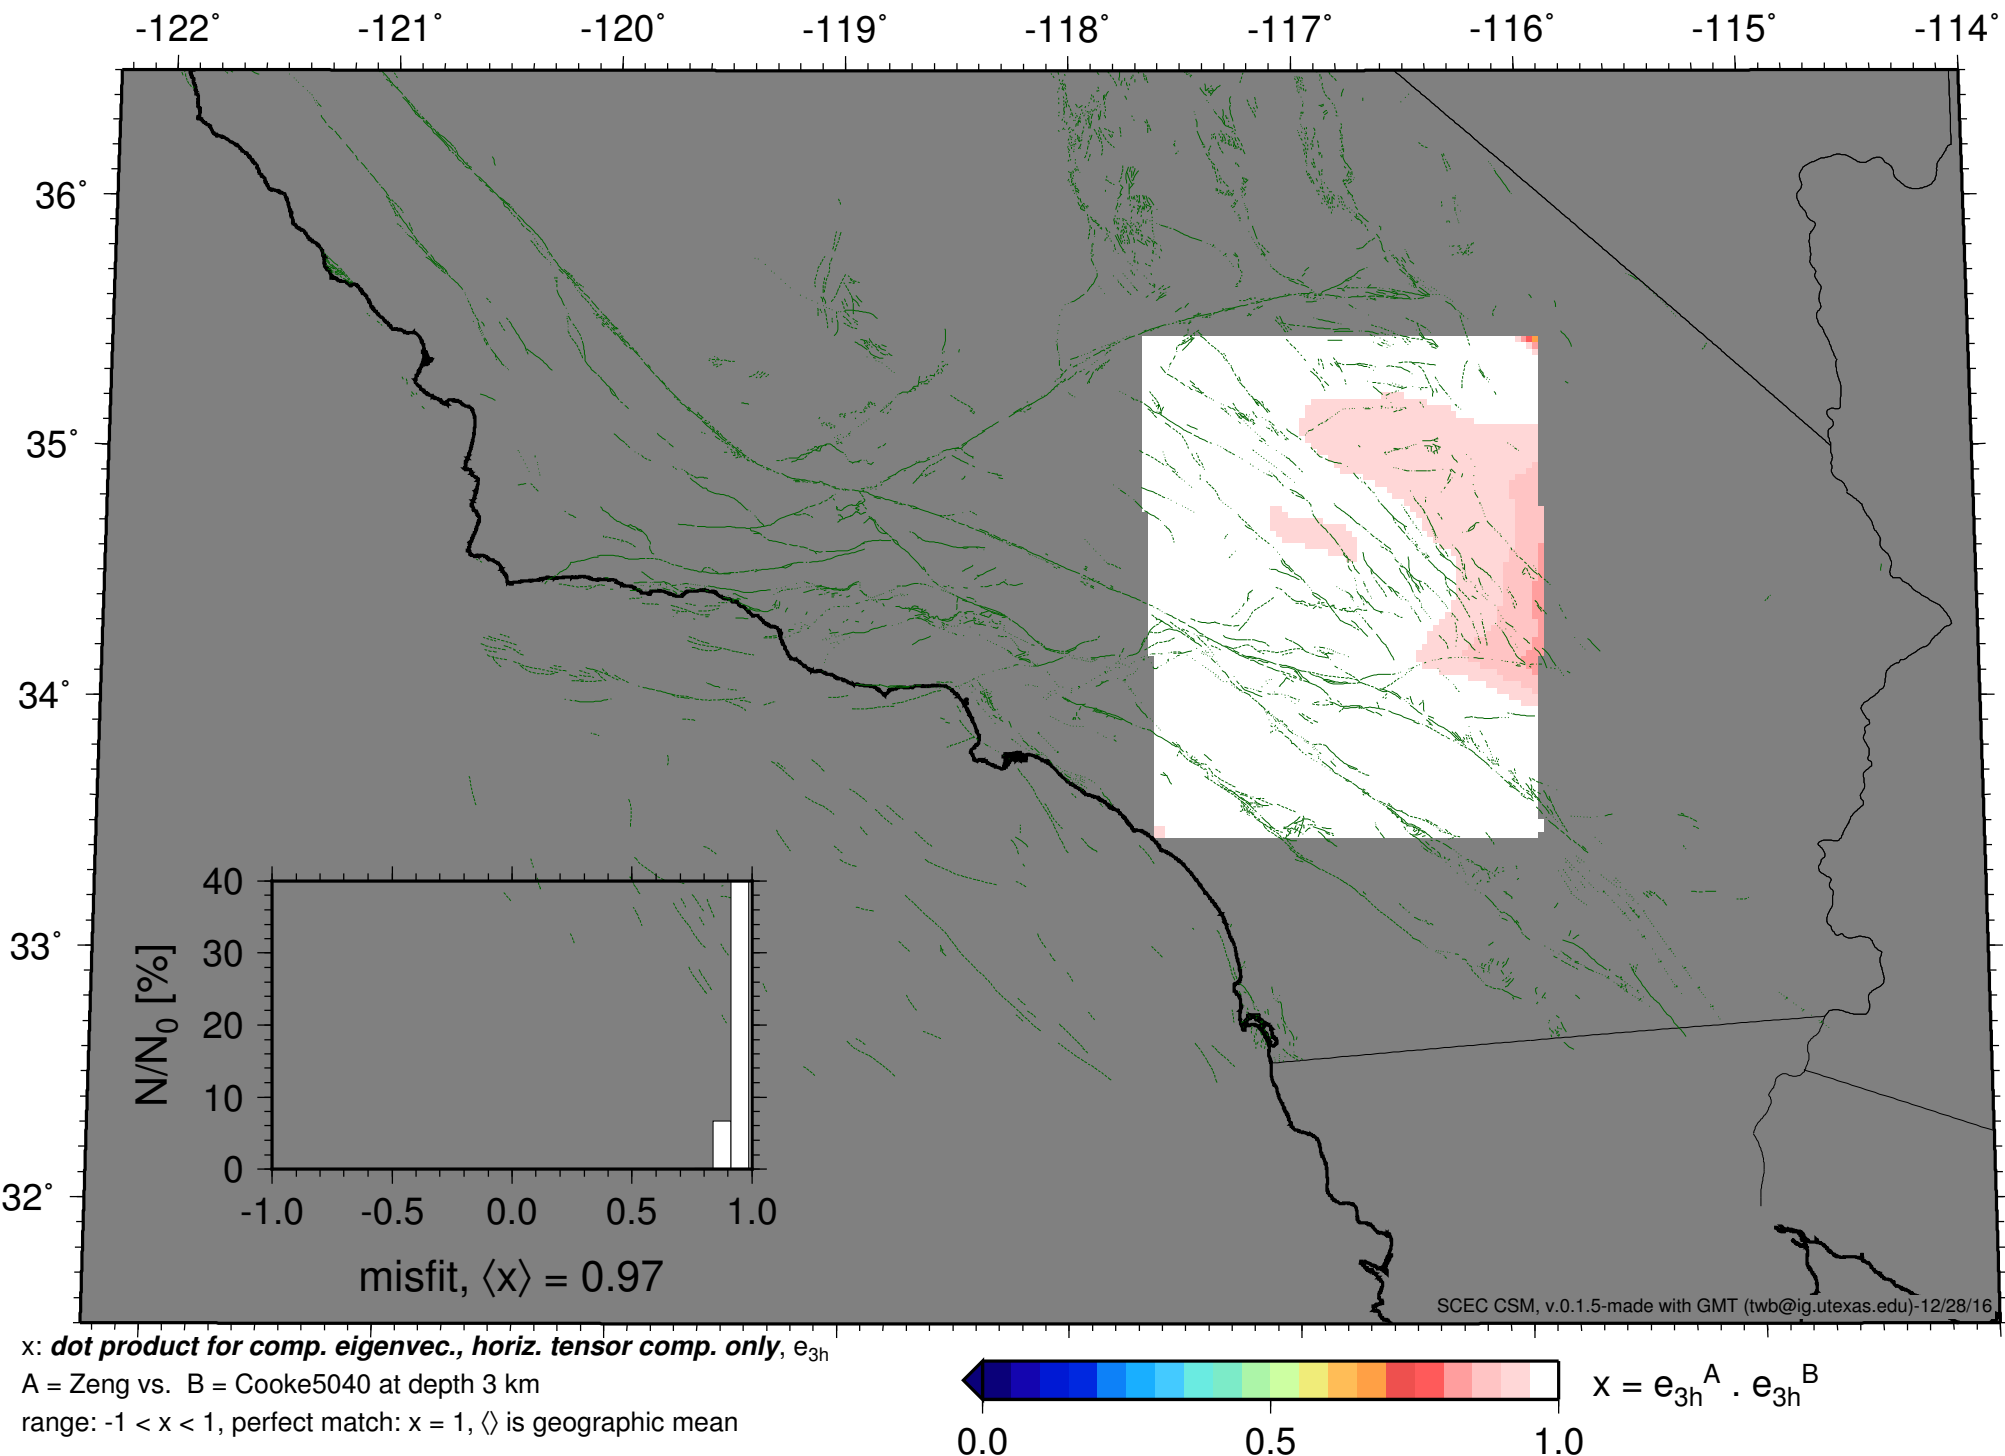 -122˚ -121˚ -120˚ -119˚ -118˚ -117˚ -116˚ -115˚ -114˚
36˚
35˚
34˚
33˚
32˚
40
30
20
10
0
N/N0 [%]
-1.0 -0.5 0.0 0.5 1.0
misfit, ⟨x⟩ = 0.97
SCEC CSM, v.0.1.5-made with GMT (twb@ig.utexas.edu)-12/28/16
x: dot product for comp. eigenvec., horiz. tensor comp. only, e3h
A = Zeng vs. B = Cooke5040 at depth 3 km
range: -1 < x < 1, perfect match: x = 1, ⟨⟩ is geographic mean
0.0 0.5 1.0
x = e3h^A . e3h^B